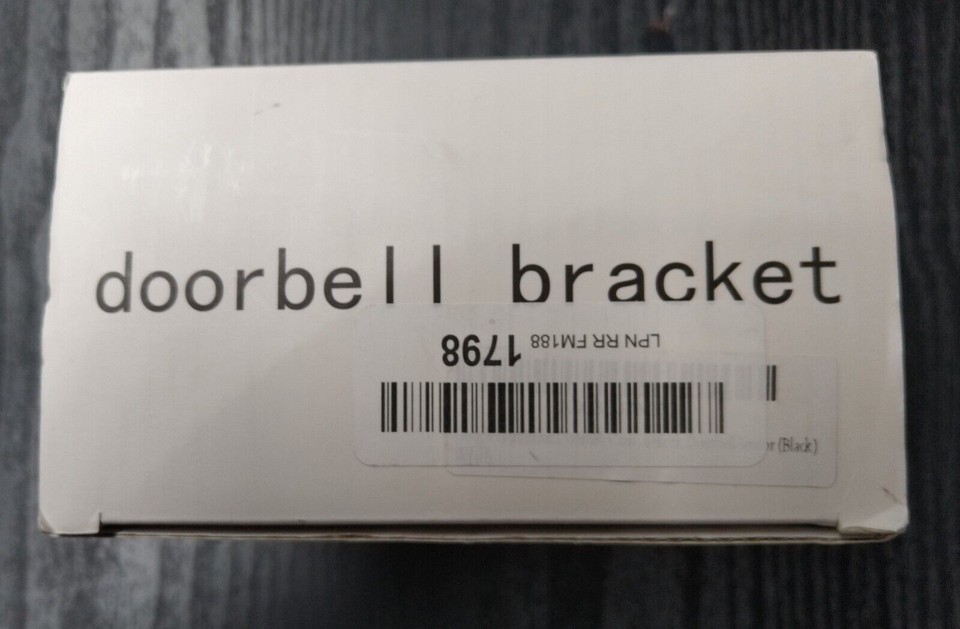 doorbell bracket
LPN RR FM188 1798
(Black)